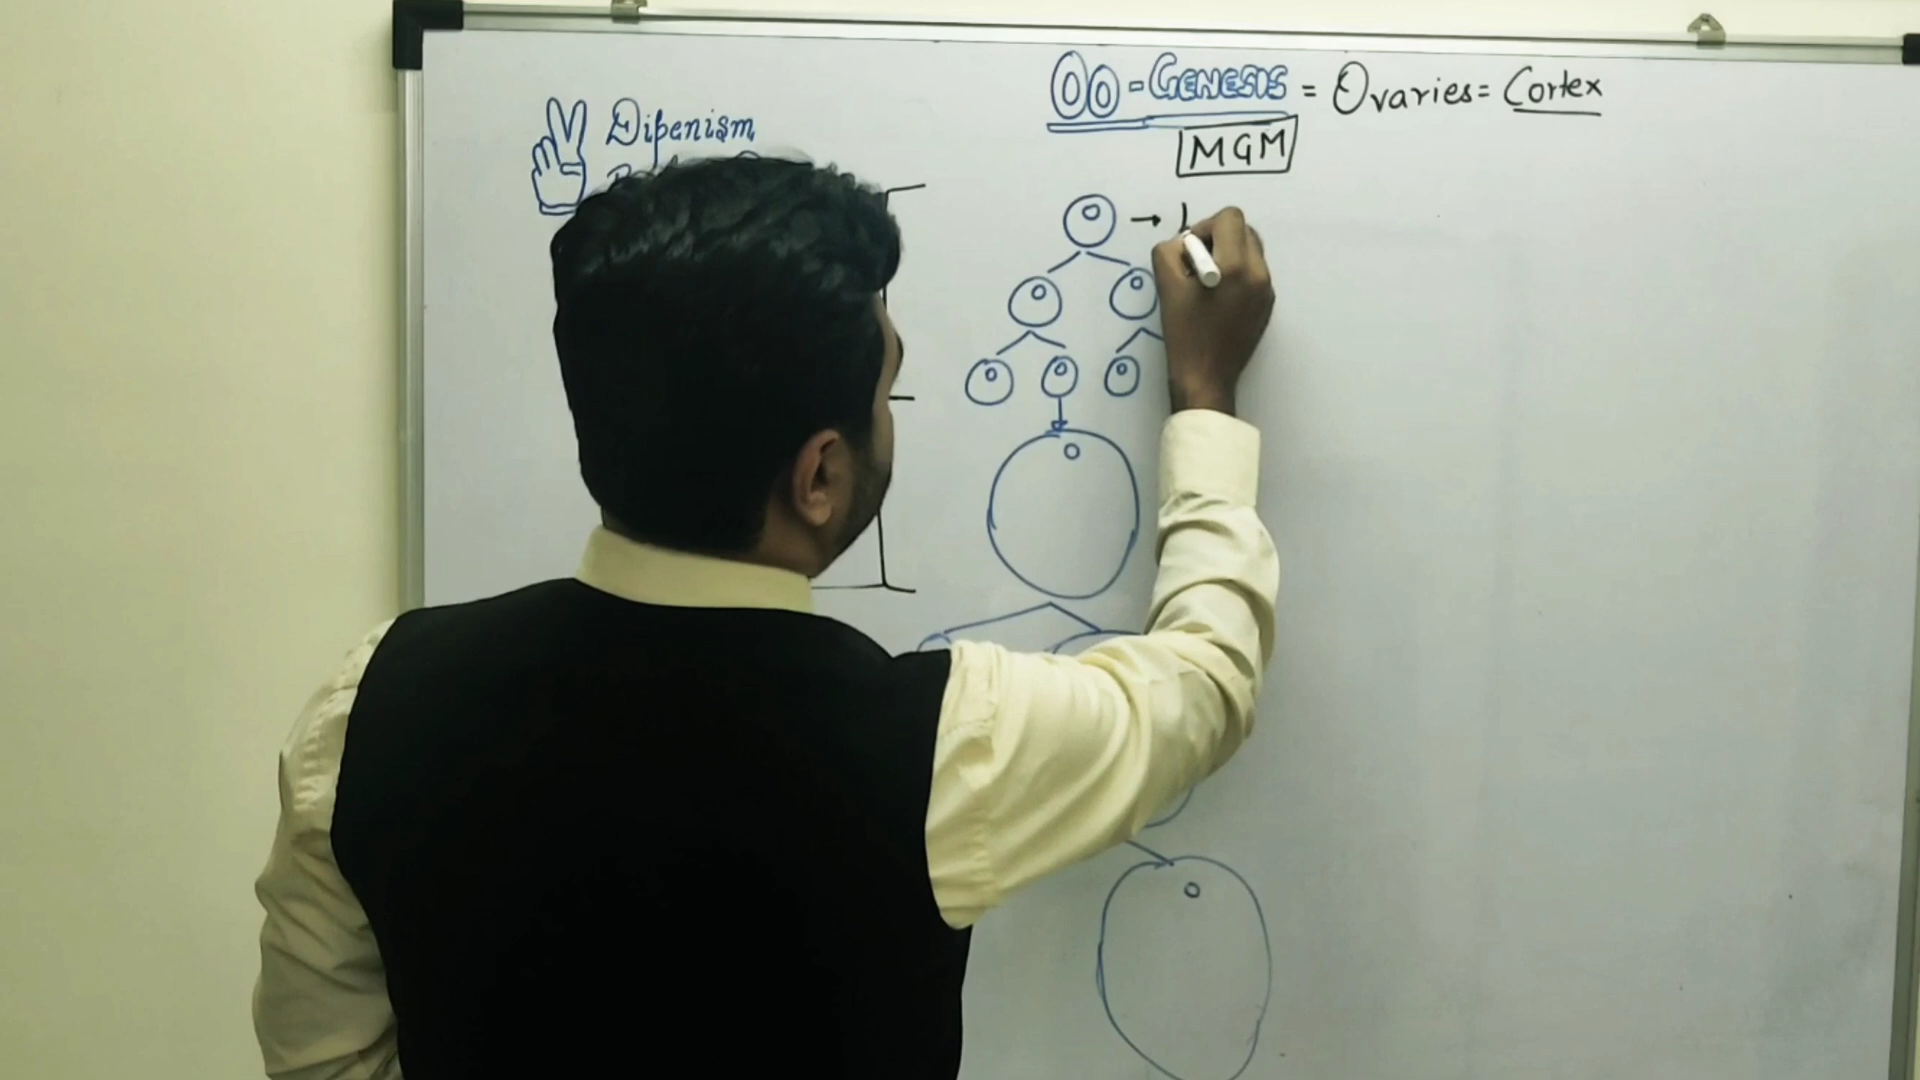 OO-GENESIS = Ovaries = Cortex
MGM
Dipenism